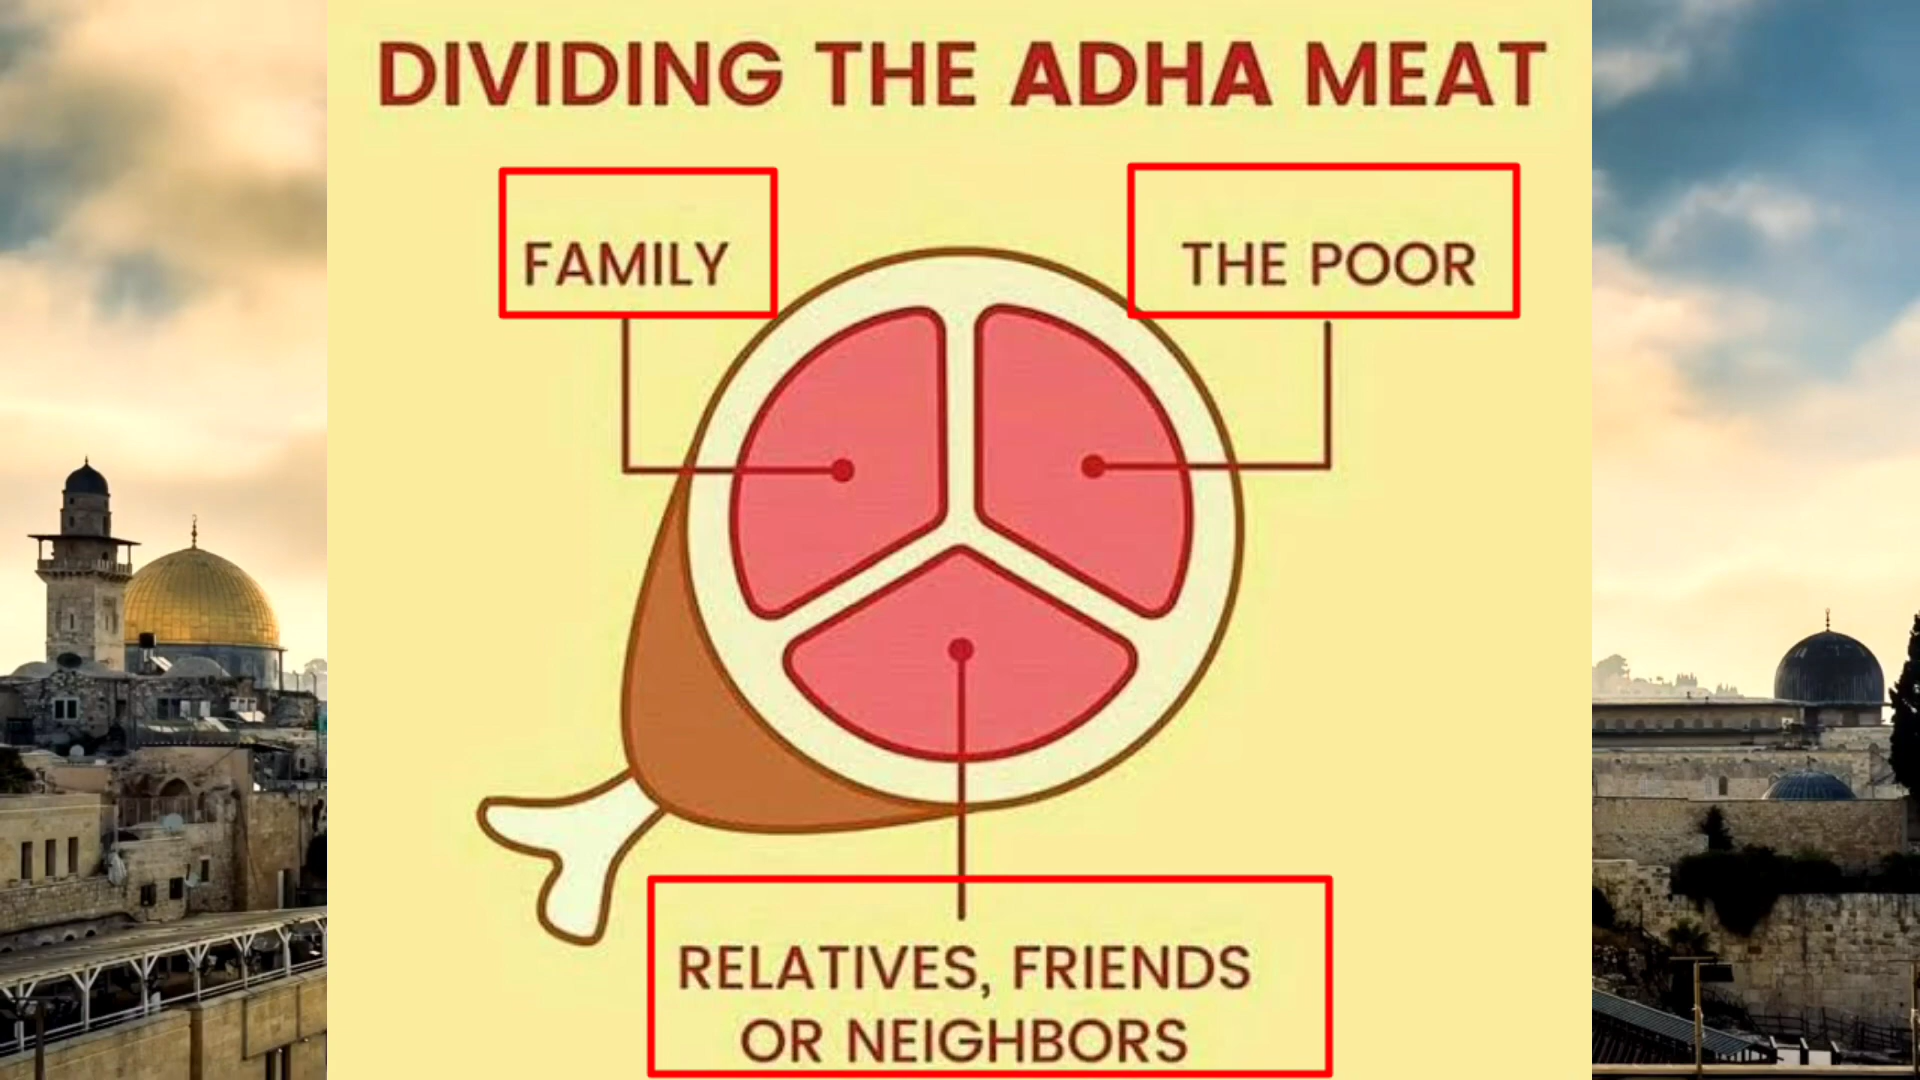 DIVIDING THE ADHA MEAT
FAMILY
THE POOR
RELATIVES, FRIENDS
OR NEIGHBORS